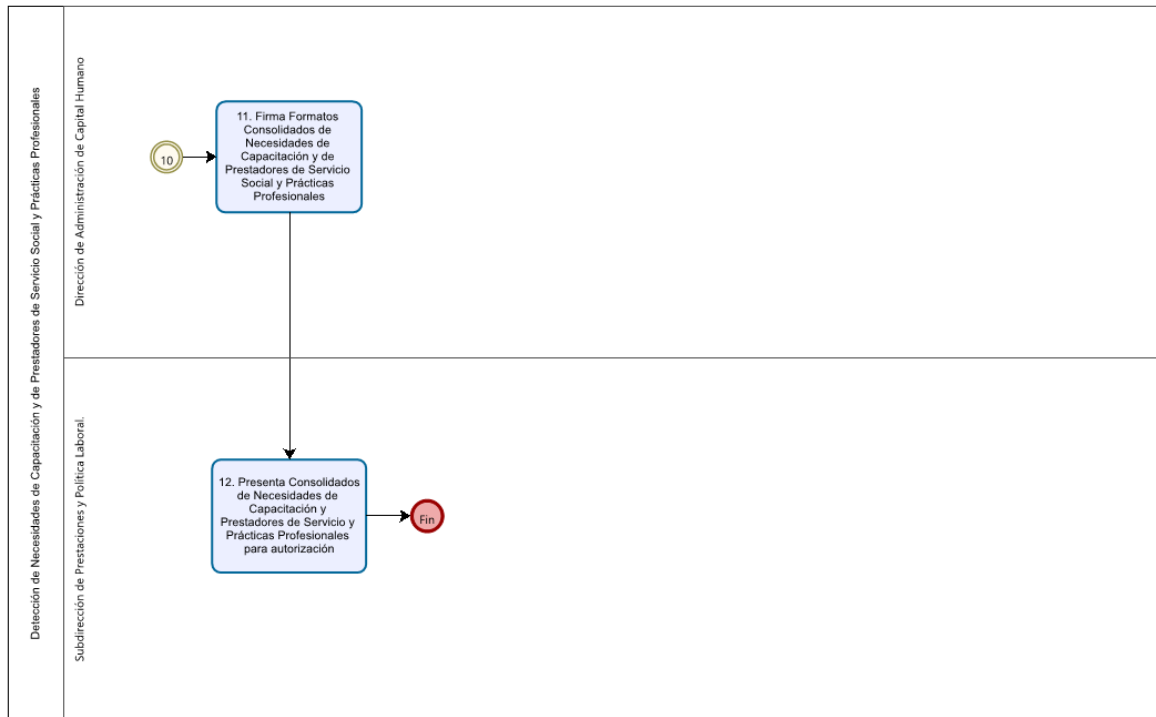 Detección de Necesidades de Capacitación y de Prestadores de Servicio Social y Prácticas Profesionales
Dirección de Administración de Capital Humano
10
11. Firma Formatos
Consolidados de
Necesidades de
Capacitación y de
Prestadores de Servicio
Social y Prácticas
Profesionales
Subdirección de Prestaciones y Política Laboral.
12. Presenta Consolidados
de Necesidades de
Capacitación y
Prestadores de Servicio y
Prácticas Profesionales
para autorización
Fin